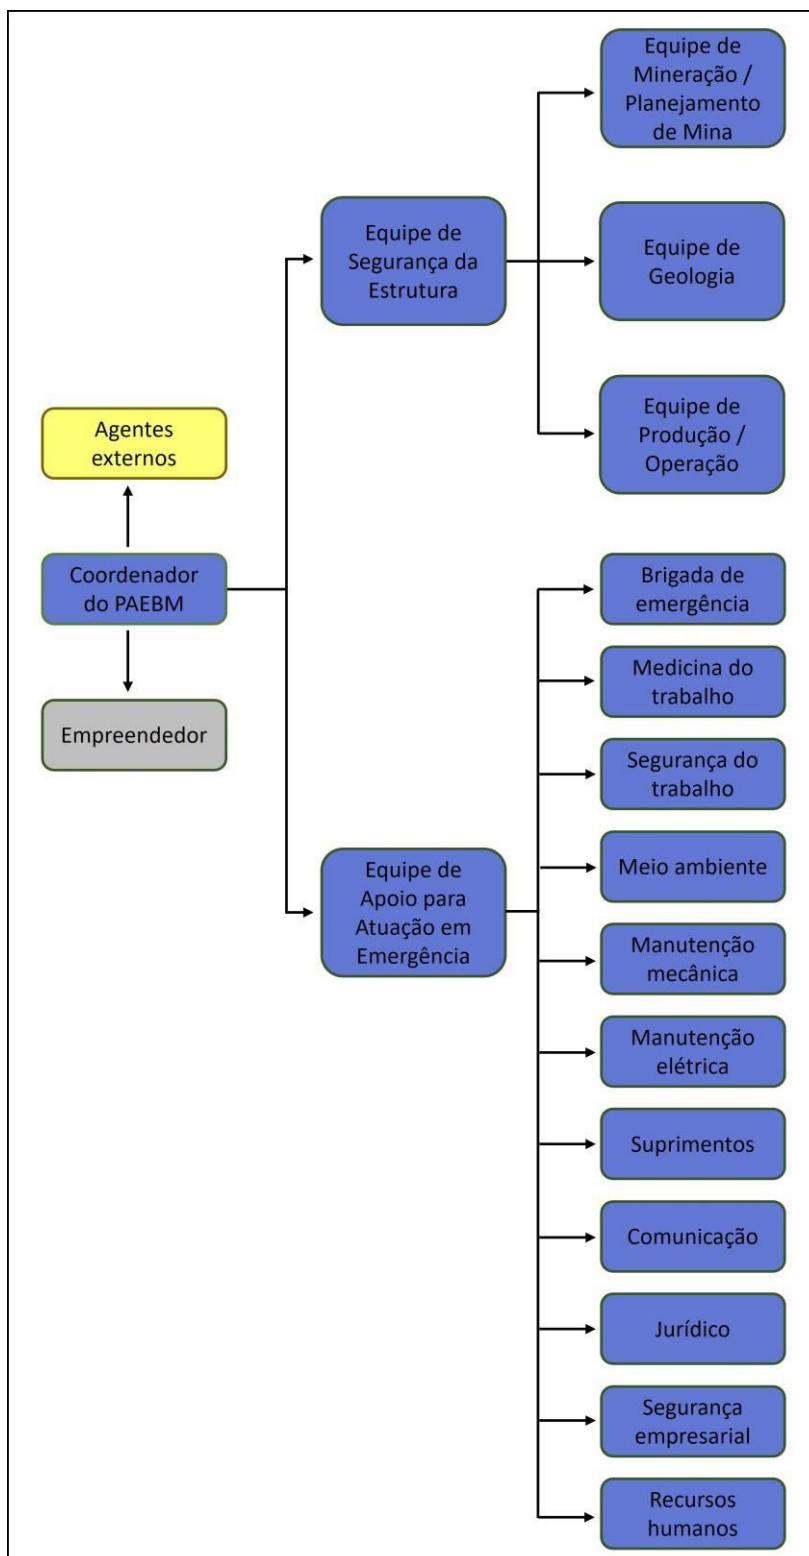 Equipe de
Mineração /
Planejamento
de Mina
Equipe de
Segurança da
Estrutura
Equipe de
Geologia
Equipe de
Produção /
Operação
Agentes
externos
Coordenador
do PAEBM
Empreendedor
Brigada de
emergência
Medicina do
trabalho
Segurança do
trabalho
Equipe de
Apoio para
Atuação em
Emergência
Meio ambiente
Manutenção
mecânica
Manutenção
elétrica
Suprimentos
Comunicação
Jurídico
Segurança
empresarial
Recursos
humanos